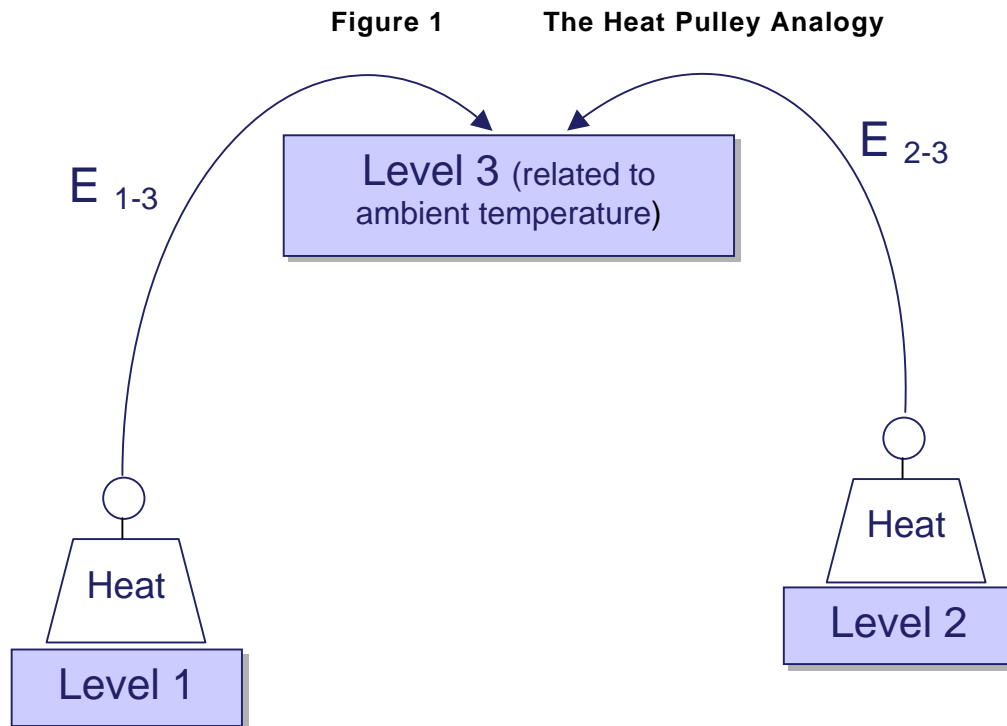 Figure 1 The Heat Pulley Analogy
Level 3 (related to
ambient temperature)
E 1-3
E 2-3
Heat
Level 1
Heat
Level 2